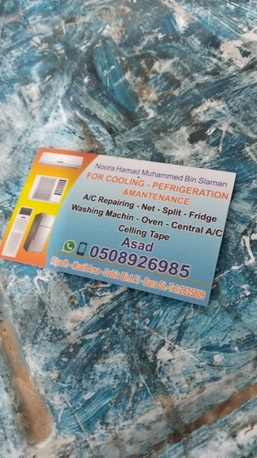 Noora Hamad Muhammed Bin Slaman
FOR COOLING - PEFRIGERATION
&MANTENANCE
A/C Repairing - Net - Split - Fridge
Washing Machin - Oven - Central A/C
Celling Tape
Asad
0508926985